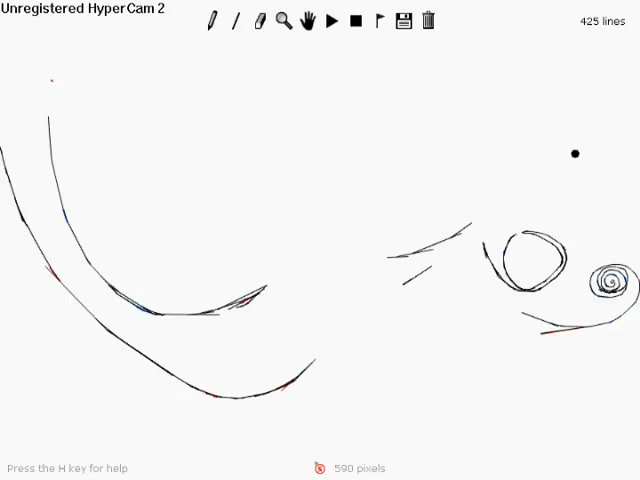 Unregistered HyperCam 2
425 lines
Press the H key for help
590 pixels